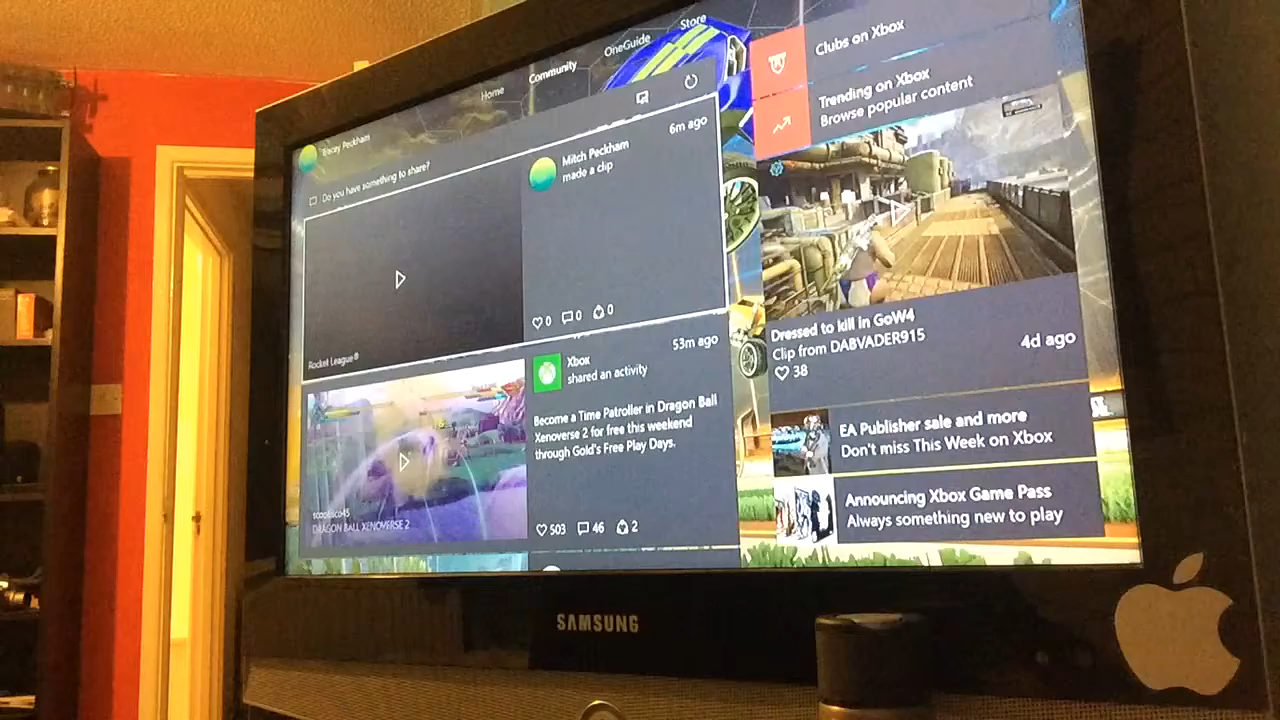 Home
Community
OneGuide
Store
Tracey Peckham
Do you have something to share?
6m ago
Mitch Peckham
made a clip
0
0
0
Rocket League®
53m ago
Xbox
shared an activity
Become a Time Patroller in Dragon Ball
Xenoverse 2 for free this weekend
through Gold's Free Play Days.
503
46
2
DRAGON BALL XENOVERSE 2
Clubs on Xbox
Trending on Xbox
Browse popular content
Dressed to kill in GoW4
Clip from DABVADER915
4d ago
38
EA Publisher sale and more
Don't miss This Week on Xbox
Announcing Xbox Game Pass
Always something new to play
SAMSUNG